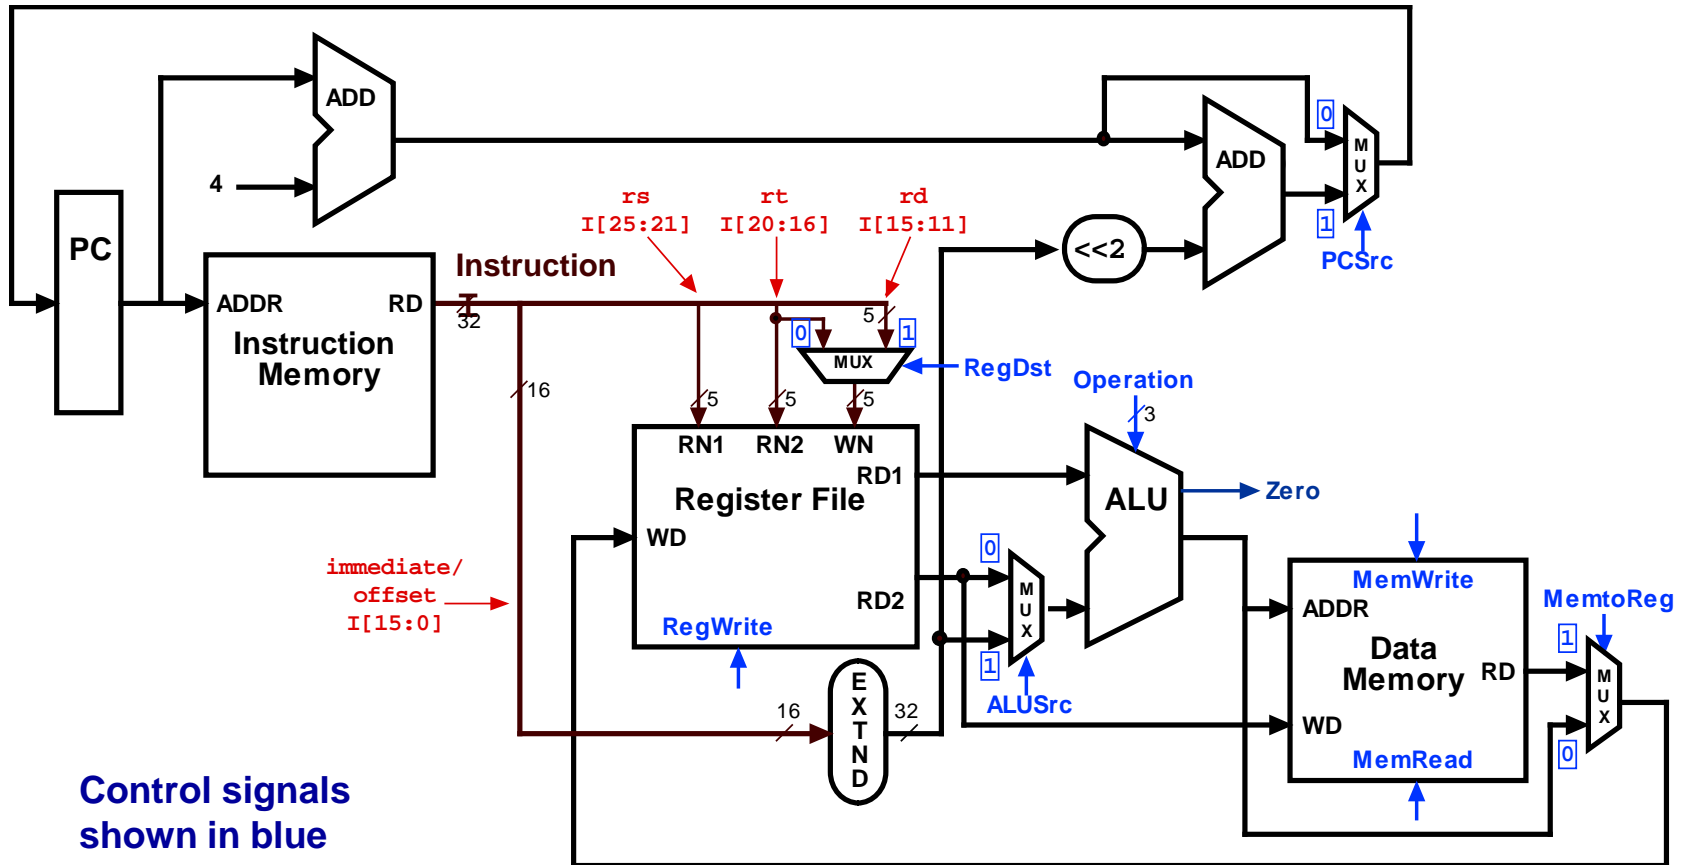 ADD
4
PC
ADDR
RD
Instruction
Memory
Instruction
32
rs
I[25:21]
rt
I[20:16]
rd
I[15:11]
5
0
1
MUX
RegDst
16
5
5
5
RN1
RN2
WN
RD1
Register File
WD
RD2
RegWrite
immediate/
offset
I[15:0]
16
E
X
T
N
D
32
<<2
ADD
0
M
U
X
1
PCSrc
Operation
3
ALU
Zero
0
M
U
X
1
ALUSrc
MemWrite
ADDR
Data
Memory
RD
WD
MemRead
MemtoReg
1
M
U
X
0
Control signals
shown in blue